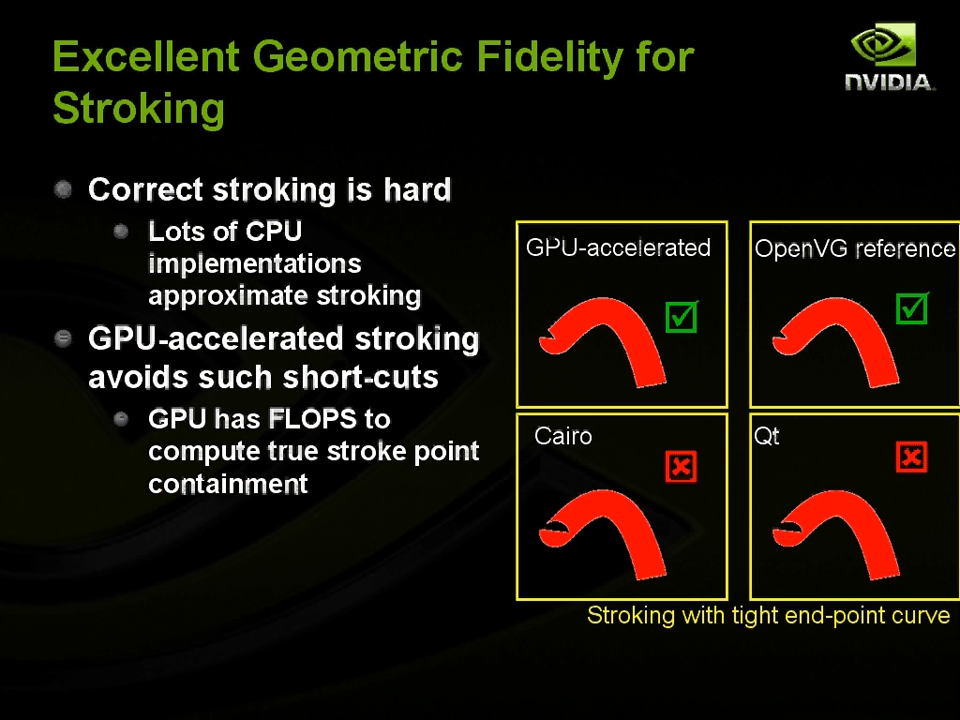 Excellent Geometric Fidelity for
Stroking
NVIDIA.
Correct stroking is hard
Lots of CPU
implementations
approximate stroking
GPU-accelerated stroking
avoids such short-cuts
GPU has FLOPS to
compute true stroke point
containment
GPU-accelerated
OpenVG reference
Cairo
Qt
Stroking with tight end-point curve